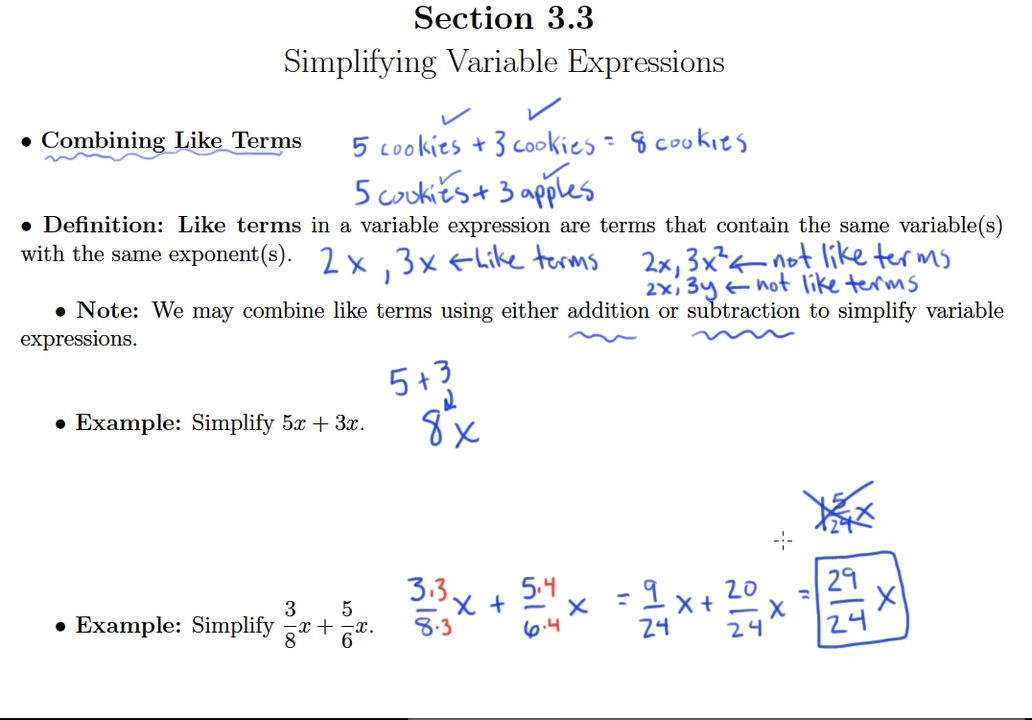 Section 3.3
Simplifying Variable Expressions
• Combining Like Terms 5 cookies + 3 cookies = 8 cookies
5 cookies + 3 apples
• Definition: Like terms in a variable expression are terms that contain the same variable(s)
with the same exponent(s). 2x, 3x ← Like terms 2x, 3x² ← not like terms
2x, 3y ← not like terms
• Note: We may combine like terms using either addition or subtraction to simplify variable
expressions.
5 + 3
• Example: Simplify 5x + 3x. 8x
• Example: Simplify 3/8 x + 5/6 x. 3·3/8·3 x + 5·4/6·4 x = 9/24 x + 20/24 x = 29/24 x